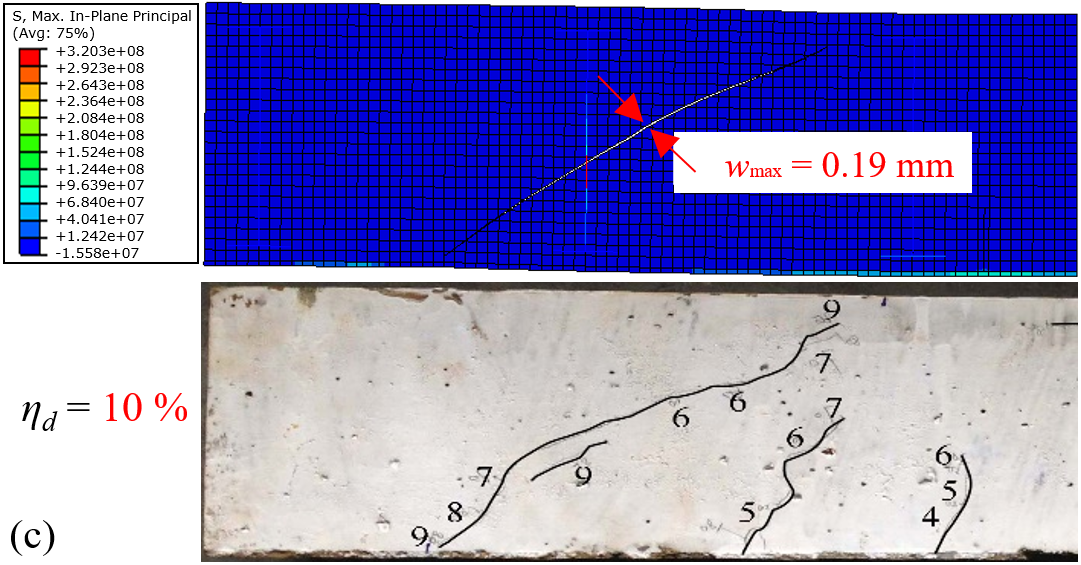 S, Max. In-Plane Principal
(Avg: 75%)
+3.203e+08
+2.923e+08
+2.643e+08
+2.364e+08
+2.084e+08
+1.804e+08
+1.524e+08
+1.244e+08
+9.639e+07
+6.840e+07
+4.041e+07
+1.242e+07
-1.558e+07
wmax = 0.19 mm
ηd = 10 %
(c)
9
7
6
6
7
6
7
9
6
8
5
5
4
9